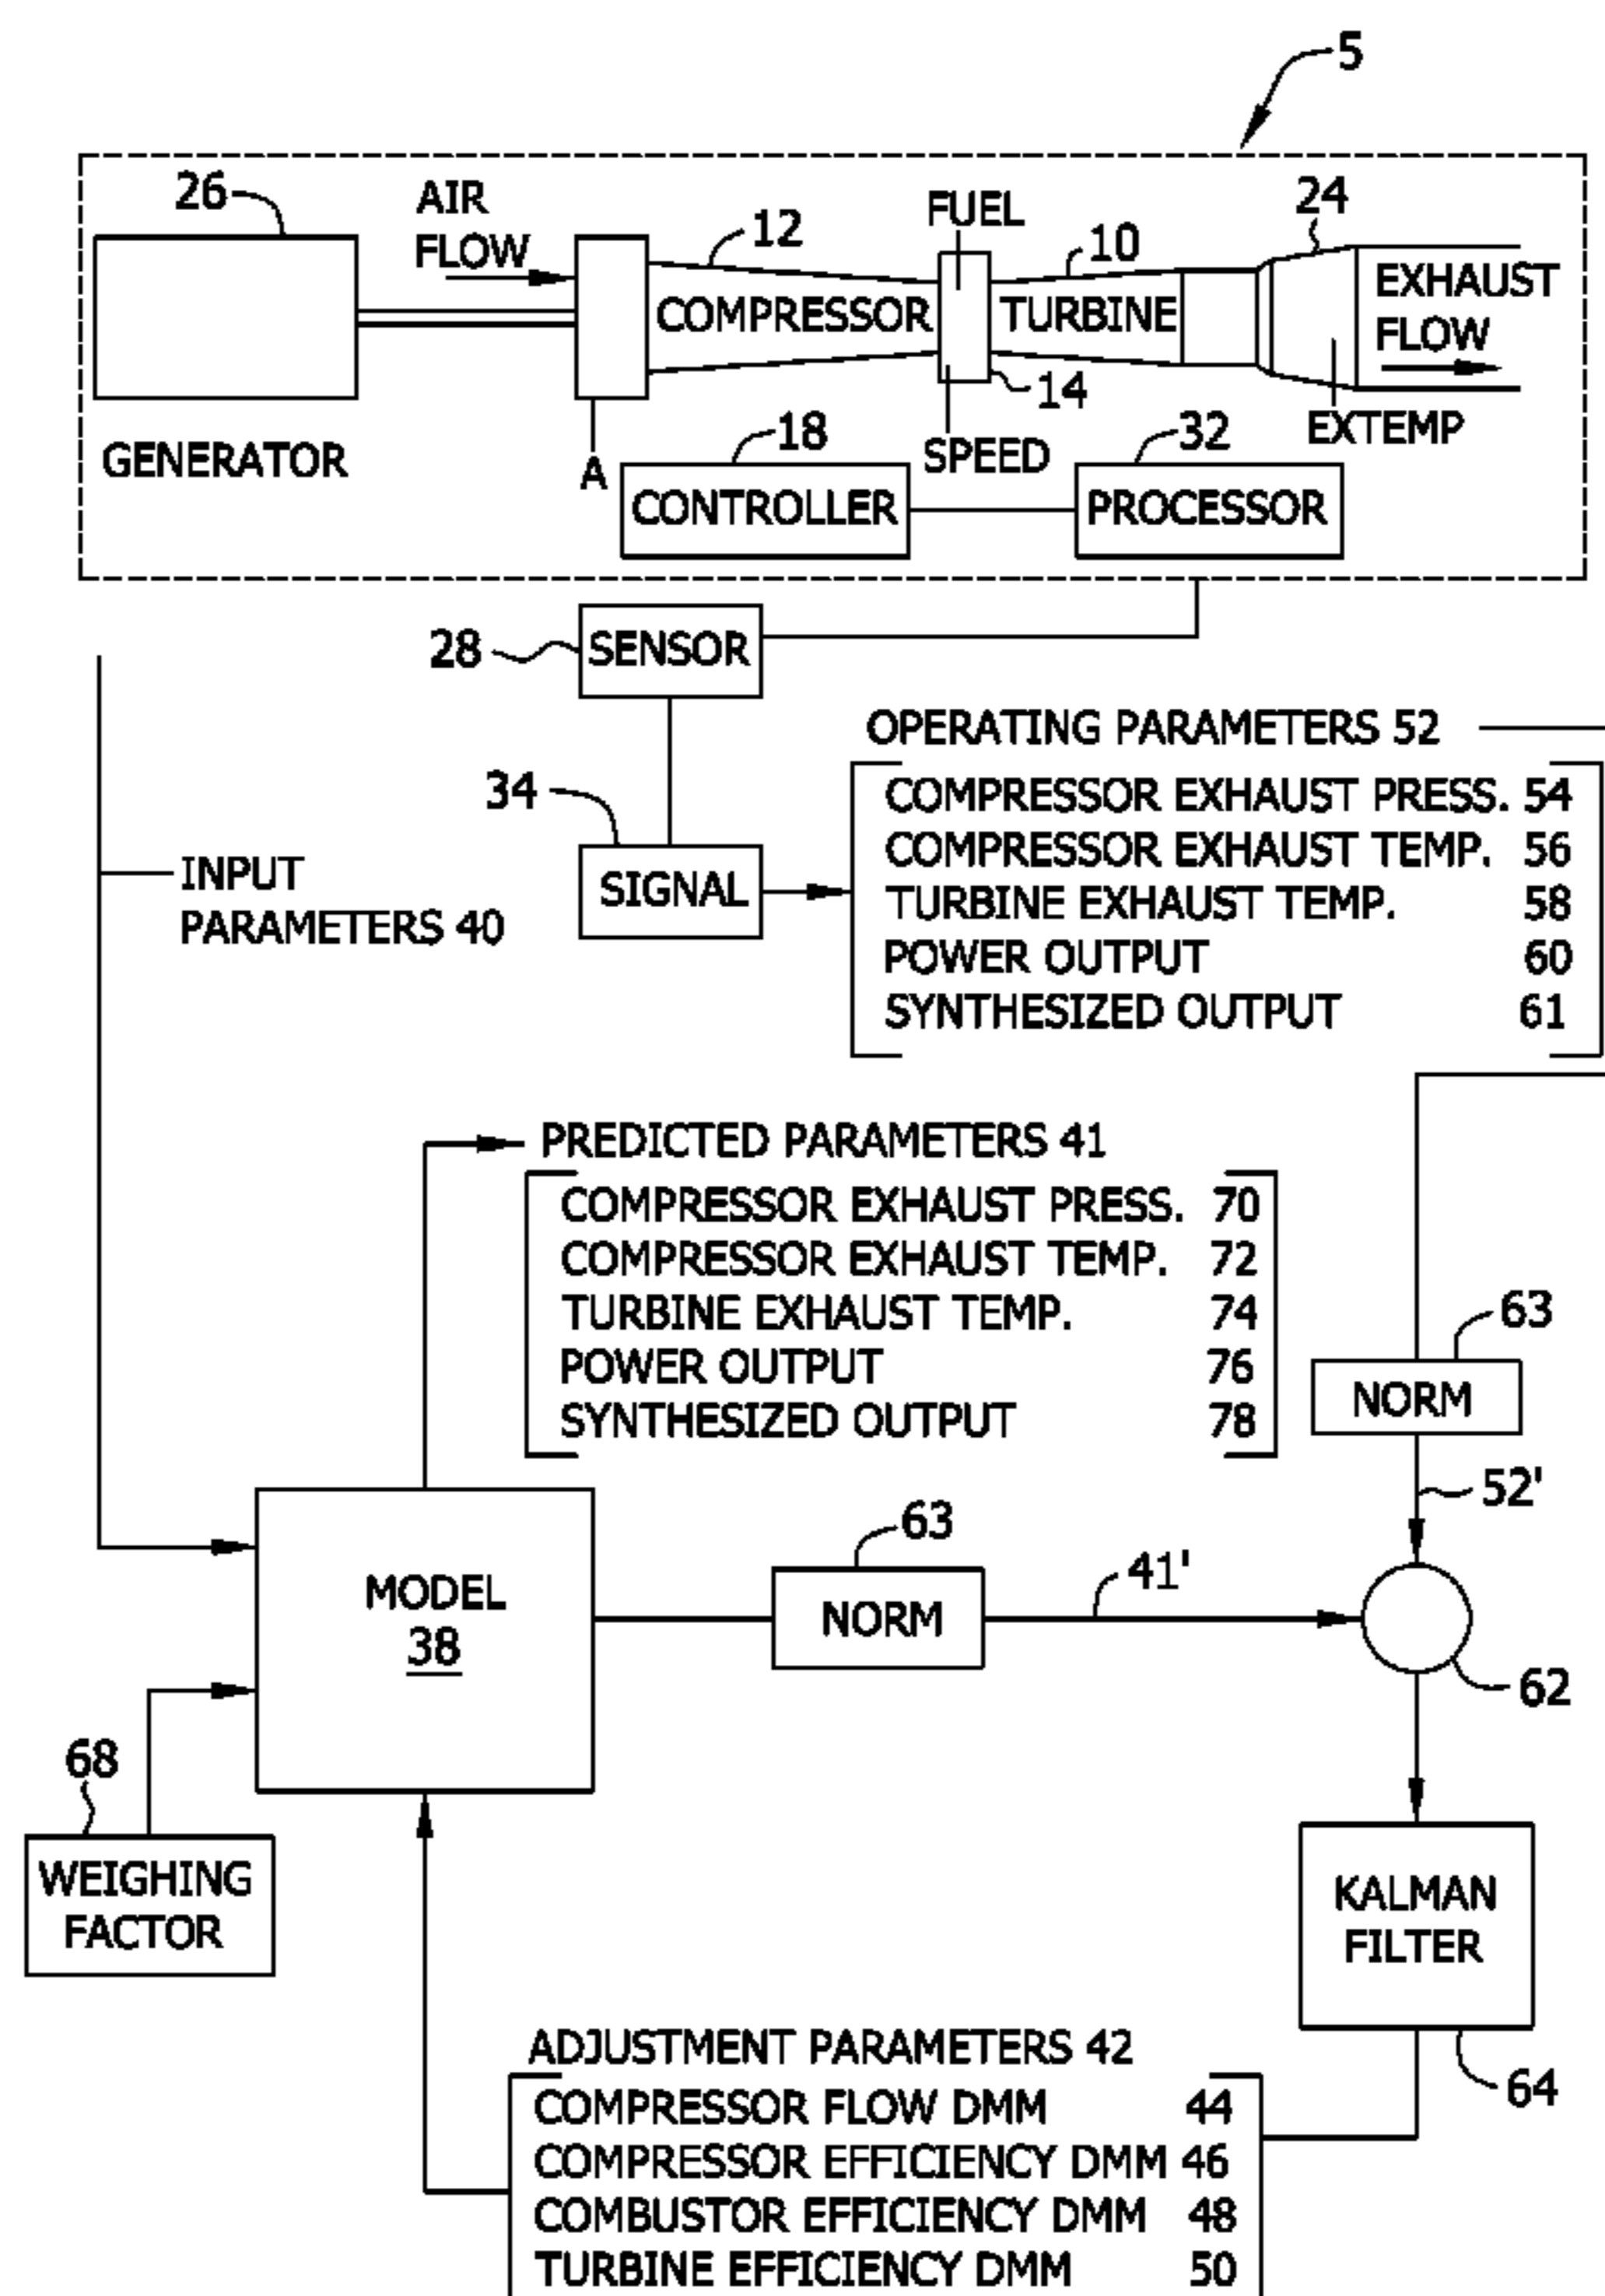 5
26
AIR
FLOW
12
FUEL
10
24
COMPRESSOR
TURBINE
EXHAUST
FLOW
14
GENERATOR
A
18
SPEED
32
EXTEMP
CONTROLLER
PROCESSOR
28
SENSOR
OPERATING PARAMETERS 52
34
SIGNAL
COMPRESSOR EXHAUST PRESS. 54
COMPRESSOR EXHAUST TEMP. 56
TURBINE EXHAUST TEMP. 58
POWER OUTPUT 60
SYNTHESIZED OUTPUT 61
INPUT
PARAMETERS 40
PREDICTED PARAMETERS 41
COMPRESSOR EXHAUST PRESS. 70
COMPRESSOR EXHAUST TEMP. 72
TURBINE EXHAUST TEMP. 74
POWER OUTPUT 76
SYNTHESIZED OUTPUT 78
63
NORM
52'
MODEL
38
63
NORM
41'
62
68
WEIGHING
FACTOR
KALMAN
FILTER
64
ADJUSTMENT PARAMETERS 42
COMPRESSOR FLOW DMM 44
COMPRESSOR EFFICIENCY DMM 46
COMBUSTOR EFFICIENCY DMM 48
TURBINE EFFICIENCY DMM 50